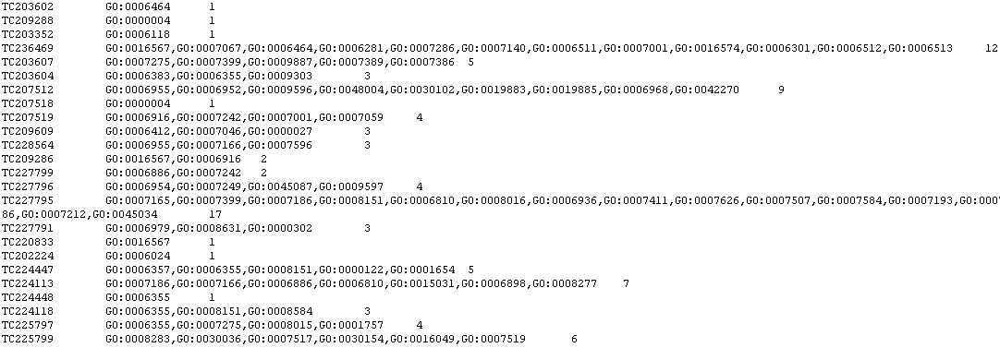 TC203602 GO:0006464 1
TC209288 GO:0000004 1
TC203352 GO:0006118 1
TC236469 GO:0016567,GO:0007067,GO:0006464,GO:0006281,GO:0007286,GO:0007140,GO:0006511,GO:0007001,GO:0016574,GO:0006301,GO:0006512,GO:0006513 12
TC203607 GO:0007275,GO:0007399,GO:0009887,GO:0007389,GO:0007386 5
TC203604 GO:0006383,GO:0006355,GO:0009303 3
TC207512 GO:0006955,GO:0006952,GO:0009596,GO:0048004,GO:0030102,GO:0019883,GO:0019885,GO:0006968,GO:0042270 9
TC207518 GO:0000004 1
TC207519 GO:0006916,GO:0007242,GO:0007001,GO:0007059 4
TC209609 GO:0006412,GO:0007046,GO:0000027 3
TC228564 GO:0006955,GO:0007166,GO:0007596 3
TC209286 GO:0016567,GO:0006916 2
TC227799 GO:0006886,GO:0007242 2
TC227796 GO:0006954,GO:0007249,GO:0045087,GO:0009597 4
TC227795 GO:0007165,GO:0007399,GO:0007186,GO:0008151,GO:0006810,GO:0008016,GO:0006936,GO:0007411,GO:0007626,GO:0007507,GO:0007584,GO:0007193,
86,GO:0007212,GO:0045034 17
TC227791 GO:0006979,GO:0008631,GO:0000302 3
TC220833 GO:0016567 1
TC202224 GO:0006024 1
TC224447 GO:0006357,GO:0006355,GO:0008151,GO:0000122,GO:0001654 5
TC224113 GO:0007186,GO:0007166,GO:0006886,GO:0006810,GO:0015031,GO:0006898,GO:0008277 7
TC224448 GO:0006355 1
TC224118 GO:0006355,GO:0008151,GO:0008584 3
TC225797 GO:0006355,GO:0007275,GO:0008015,GO:0001757 4
TC225799 GO:0008283,GO:0030036,GO:0007517,GO:0030154,GO:0016049,GO:0007519 6